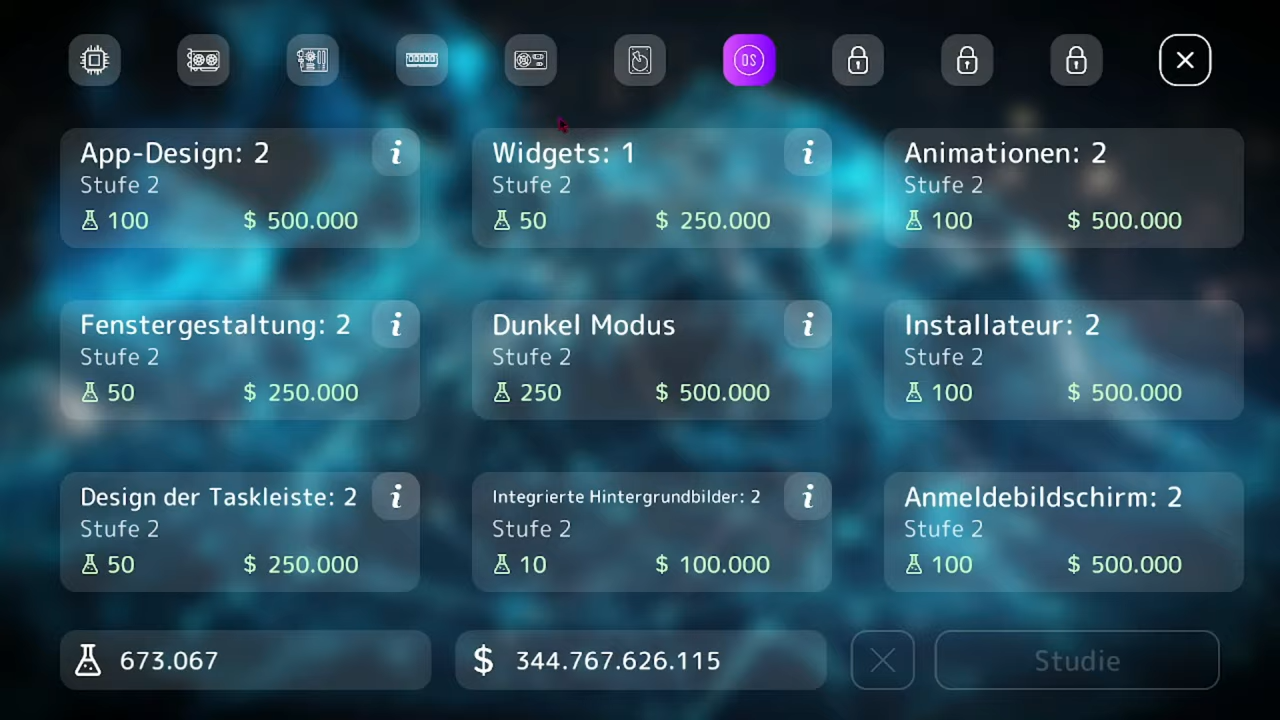 OS
App-Design: 2
i
Stufe 2
100 $ 500.000
Widgets: 1
i
Stufe 2
50 $ 250.000
Animationen: 2
Stufe 2
100 $ 500.000
Fenstergestaltung: 2
i
Stufe 2
50 $ 250.000
Dunkel Modus
i
Stufe 2
250 $ 500.000
Installateur: 2
Stufe 2
100 $ 500.000
Design der Taskleiste: 2
i
Stufe 2
50 $ 250.000
Integrierte Hintergrundbilder: 2
i
Stufe 2
10 $ 100.000
Anmeldebildschirm: 2
Stufe 2
100 $ 500.000
673.067
$ 344.767.626.115
Studie